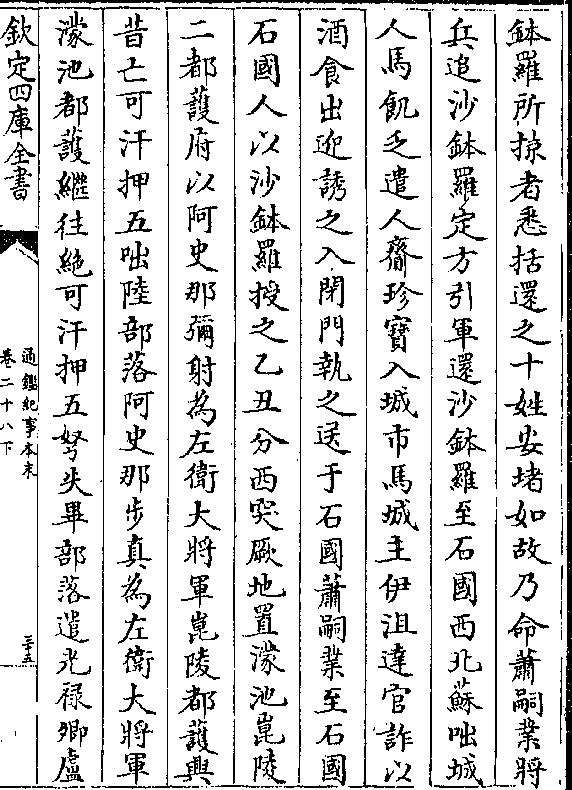 鉢羅所掠者悉括還之十姓安堵如故乃命蕭嗣業將
兵追沙鉢羅定方引軍還沙鉢羅至石國西北蘇咄城
人馬飢乏遣人齎珍寶入城市馬城主伊沮達官詐以
酒食出迎誘之入閉門執之送于石國蕭嗣業至石國
石國人以沙鉢羅授之乙丑分西突厥地置濛池崑陵
二都護府以阿史那彌射為左衛大將軍崑陵都護興
昔亡可汗押五咄陸部落阿史那步真為左衛大將軍
濛池都護繼往絶可汗押五弩失畢部落遣光禄卿盧
欽定四庫全書
通鑑紀事本末
卷二十八下
三十五